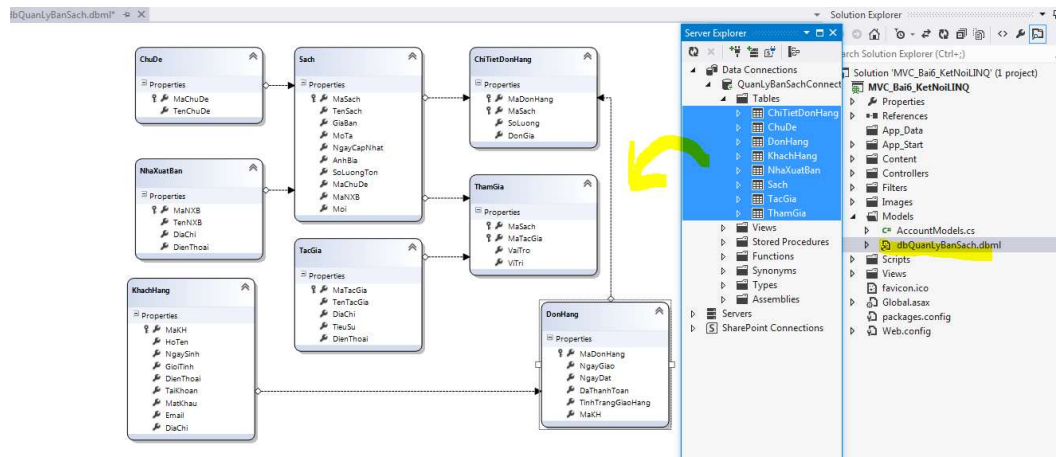 dbQuanLyBanSach.dbml*
ChuDe
Properties
MaChuDe
TenChuDe
NhaXuatBan
Properties
MaNXB
TenNXB
DiaChi
DienThoai
KhachHang
Properties
MaKH
HoTen
NgaySinh
GioiTinh
DienThoai
TaiKhoan
MatKhau
Email
DiaChi
Sach
Properties
MaSach
TenSach
GiaBan
MoTa
NgayCapNhat
AnhBia
SoLuongTon
MaChuDe
MaNXB
Moi
TacGia
Properties
MaTacGia
TenTacGia
DiaChi
TieuSu
DienThoai
ChiTietDonHang
Properties
MaDonHang
MaSach
SoLuong
DonGia
ThamGia
Properties
MaSach
MaTacGia
VaiTro
ViTri
DonHang
Properties
MaDonHang
NgayGiao
NgayDat
DaThanhToan
TinhTrangGiaoHang
MaKH
Server Explorer
Data Connections
QuanLyBanSachConnect
Tables
ChiTietDonHang
ChuDe
DonHang
KhachHang
NhaXuatBan
Sach
TacGia
ThamGia
Views
Stored Procedures
Functions
Synonyms
Types
Assemblies
Servers
SharePoint Connections
Solution Explorer
arch Solution Explorer (Ctrl+;)
Solution 'MVC_Bai6_KetNoiLINQ' (1 project)
MVC_Bai6_KetNoiLINQ
Properties
References
App_Data
App_Start
Content
Controllers
Filters
Images
Models
C# AccountModels.cs
dbQuanLyBanSach.dbml
Scripts
Views
favicon.ico
Global.asax
packages.config
Web.config